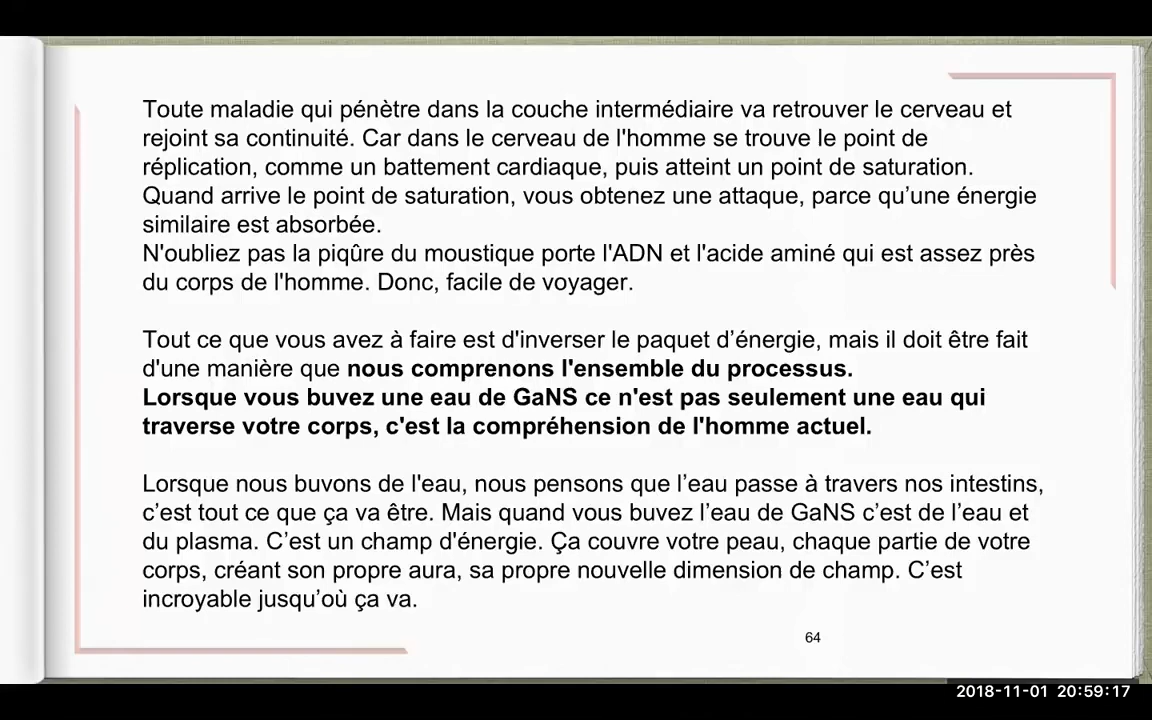 Toute maladie qui pénètre dans la couche intermédiaire va retrouver le cerveau et
rejoint sa continuité. Car dans le cerveau de l'homme se trouve le point de
réplication, comme un battement cardiaque, puis atteint un point de saturation.
Quand arrive le point de saturation, vous obtenez une attaque, parce qu’une énergie
similaire est absorbée.
N'oubliez pas la piqûre du moustique porte l'ADN et l'acide aminé qui est assez près
du corps de l'homme. Donc, facile de voyager.
Tout ce que vous avez à faire est d'inverser le paquet d’énergie, mais il doit être fait
d'une manière que nous comprenons l'ensemble du processus.
Lorsque vous buvez une eau de GaNS ce n'est pas seulement une eau qui
traverse votre corps, c'est la compréhension de l'homme actuel.
Lorsque nous buvons de l'eau, nous pensons que l’eau passe à travers nos intestins,
c’est tout ce que ça va être. Mais quand vous buvez l’eau de GaNS c’est de l’eau et
du plasma. C’est un champ d'énergie. Ça couvre votre peau, chaque partie de votre
corps, créant son propre aura, sa propre nouvelle dimension de champ. C’est
incroyable jusqu’où ça va.
64
2018-11-01 20:59:17